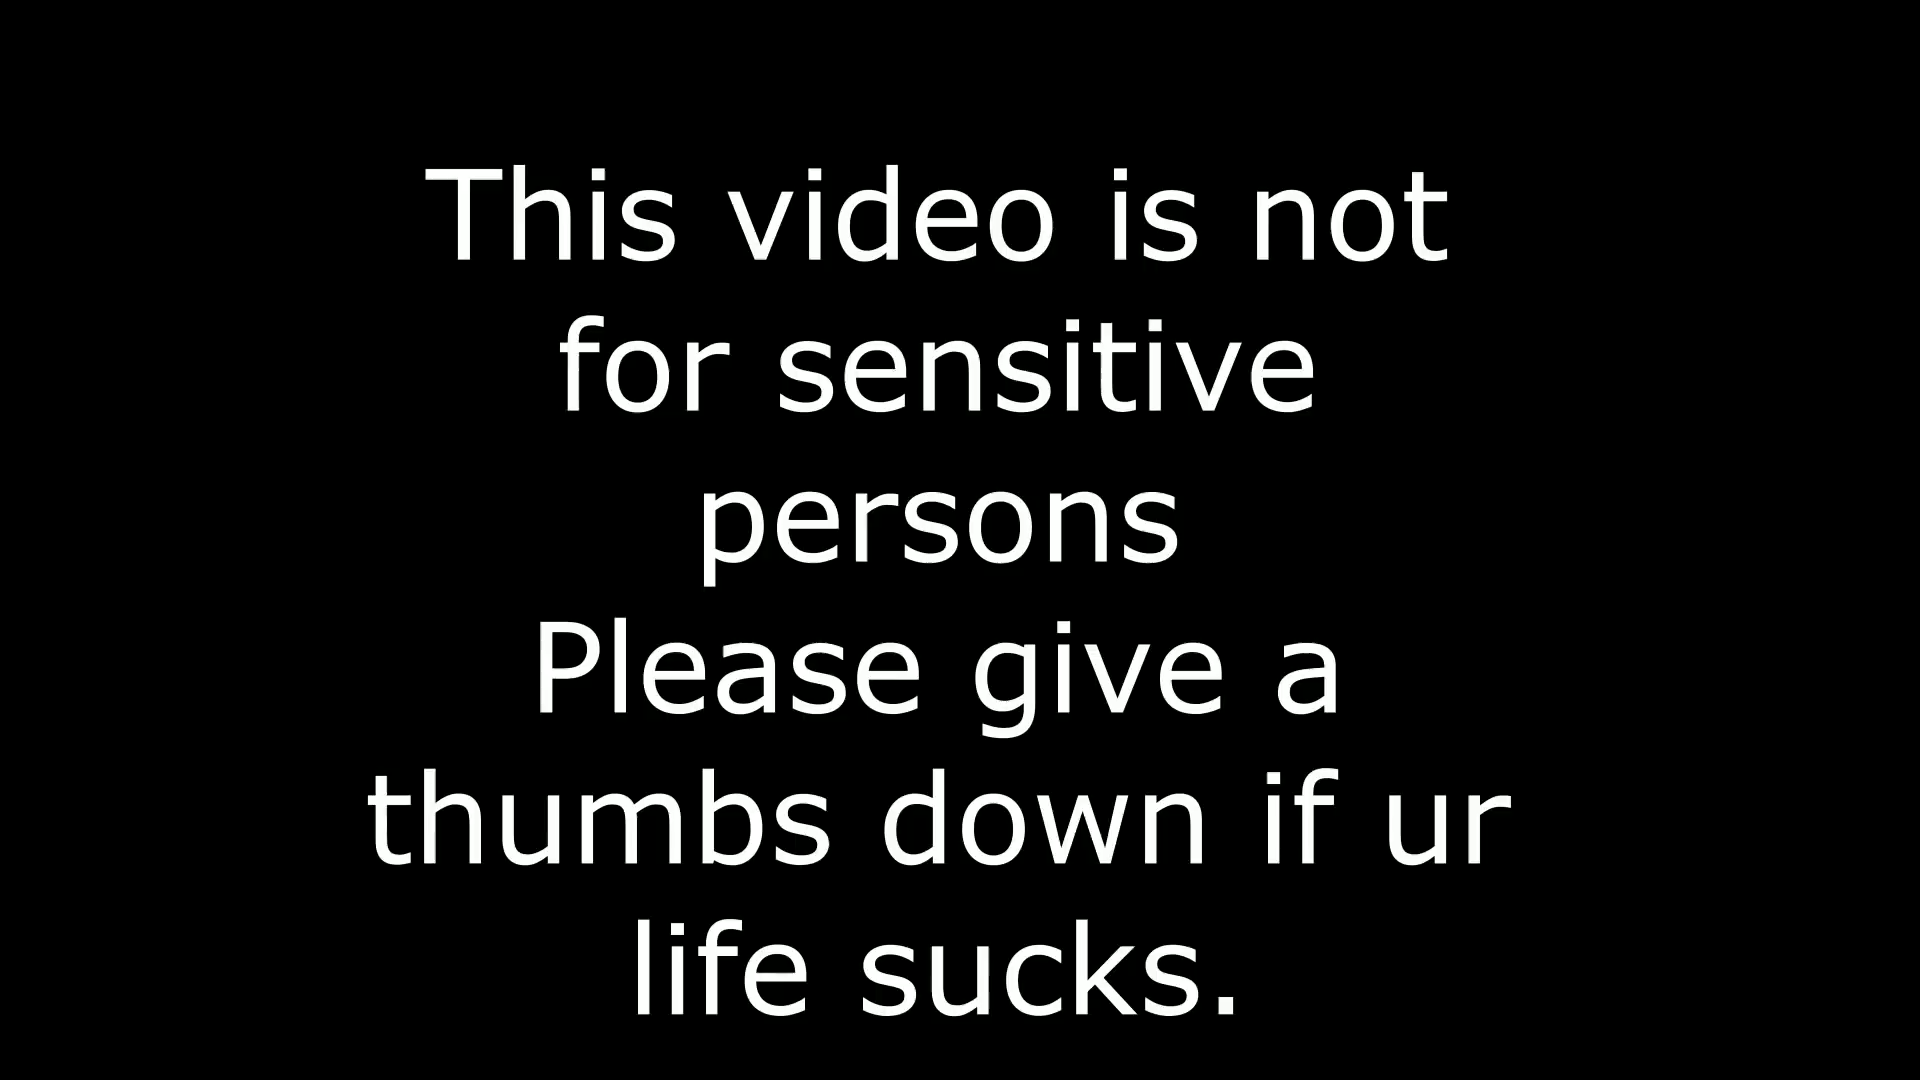 This video is not
for sensitive
persons
Please give a
thumbs down if ur
life sucks.